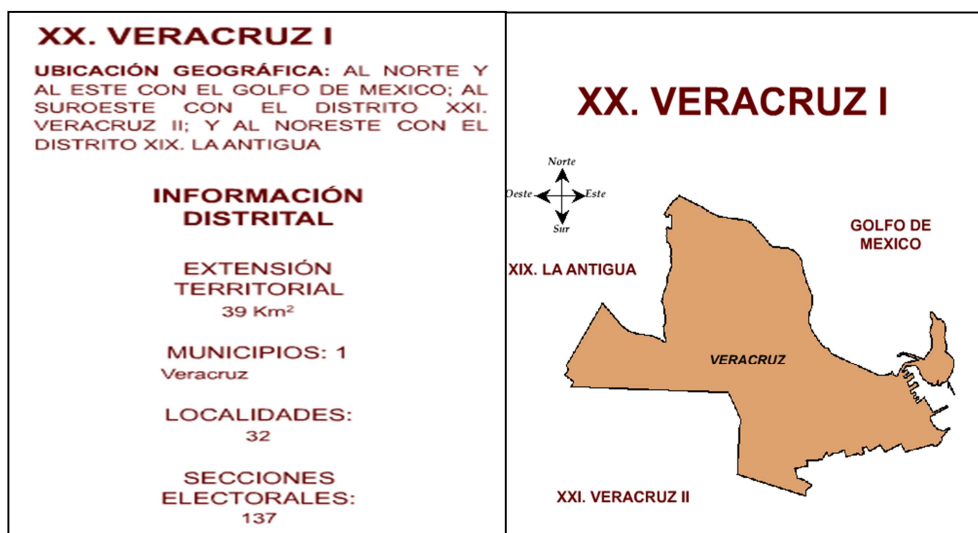 XX. VERACRUZ I
UBICACIÓN GEOGRÁFICA: AL NORTE Y
AL ESTE CON EL GOLFO DE MEXICO; AL
SUROESTE CON EL DISTRITO XXI.
VERACRUZ II; Y AL NORESTE CON EL
DISTRITO XIX. LA ANTIGUA
INFORMACIÓN
DISTRITAL
EXTENSIÓN
TERRITORIAL
39 Km²
MUNICIPIOS: 1
Veracruz
LOCALIDADES:
32
SECCIONES
ELECTORALES:
137
XX. VERACRUZ I
Norte
Oeste
Este
Sur
GOLFO DE
MEXICO
XIX. LA ANTIGUA
VERACRUZ
XXI. VERACRUZ II